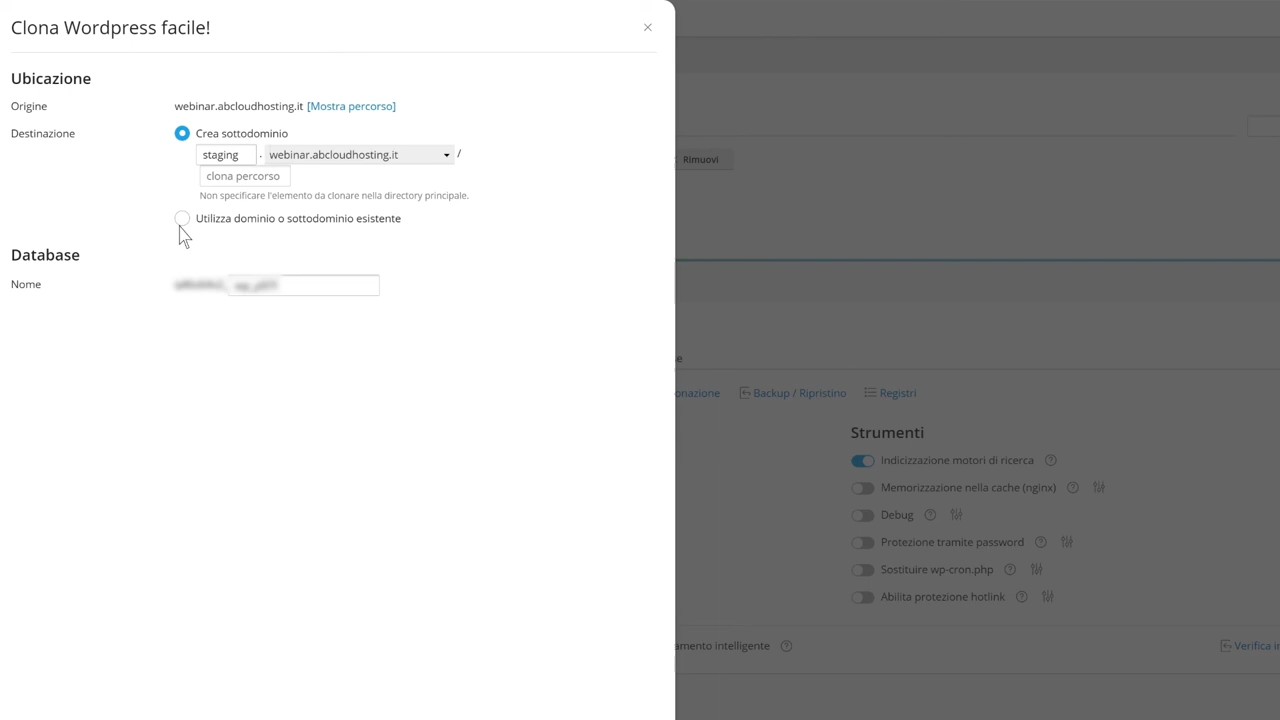 Clona Wordpress facile!
Ubicazione
Origine
webinar.abcloudhosting.it [Mostra percorso]
Destinazione
Crea sottodominio
staging . webinar.abcloudhosting.it /
clona percorso
Non specificare l'elemento da clonare nella directory principale.
Utilizza dominio o sottodominio esistente
Database
Nome
Rimuovi
Backup / Ripristino
Registri
Strumenti
Indicizzazione motori di ricerca
Memorizzazione nella cache (nginx)
Debug
Protezione tramite password
Sostituire wp-cron.php
Abilita protezione hotlink